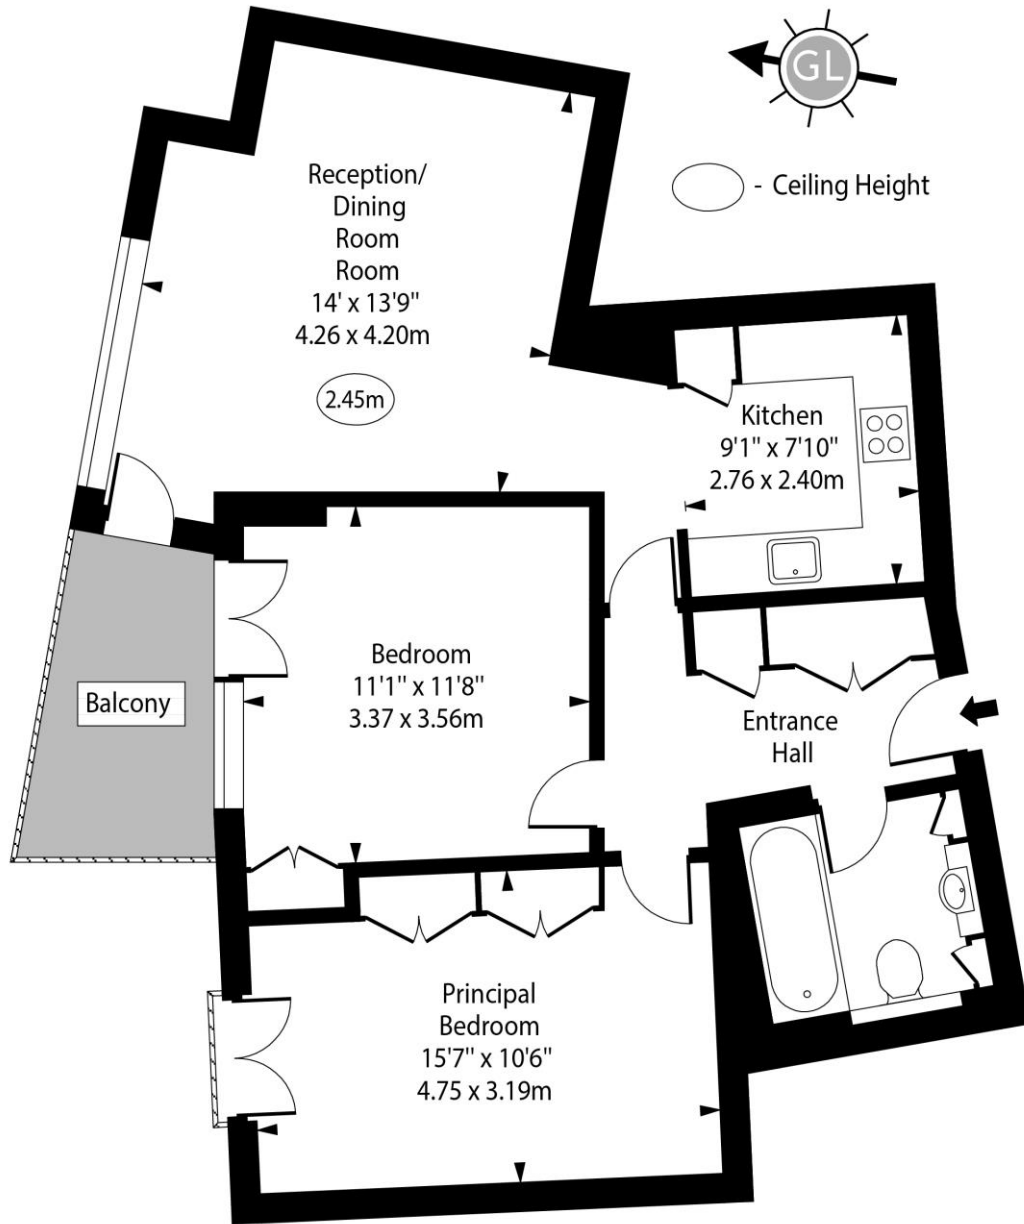 GL
- Ceiling Height
Reception/
Dining
Room
Room
14' x 13'9"
4.26 x 4.20m
2.45m
Kitchen
9'1" x 7'10"
2.76 x 2.40m
Bedroom
11'1" x 11'8"
3.37 x 3.56m
Balcony
Entrance
Hall
Principal
Bedroom
15'7" x 10'6"
4.75 x 3.19m